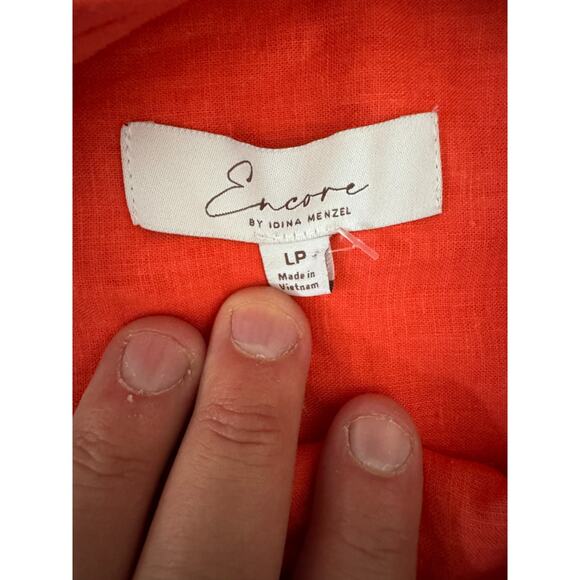 Encore
BY IDINA MENZEL
LP
Made in
Vietnam